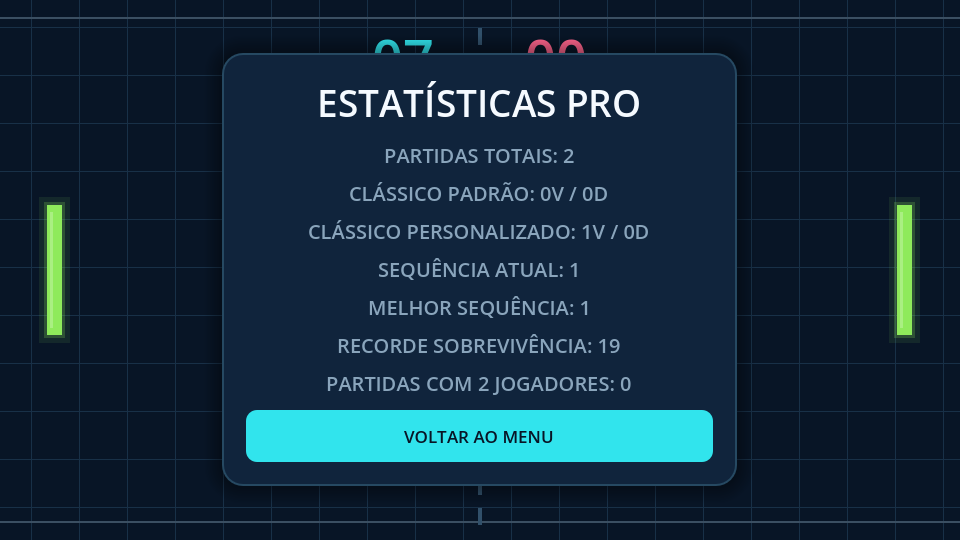 ESTATÍSTICAS PRO
PARTIDAS TOTAIS: 2
CLÁSSICO PADRÃO: 0V / 0D
CLÁSSICO PERSONALIZADO: 1V / 0D
SEQUÊNCIA ATUAL: 1
MELHOR SEQUÊNCIA: 1
RECORDE SOBREVIVÊNCIA: 19
PARTIDAS COM 2 JOGADORES: 0
VOLTAR AO MENU